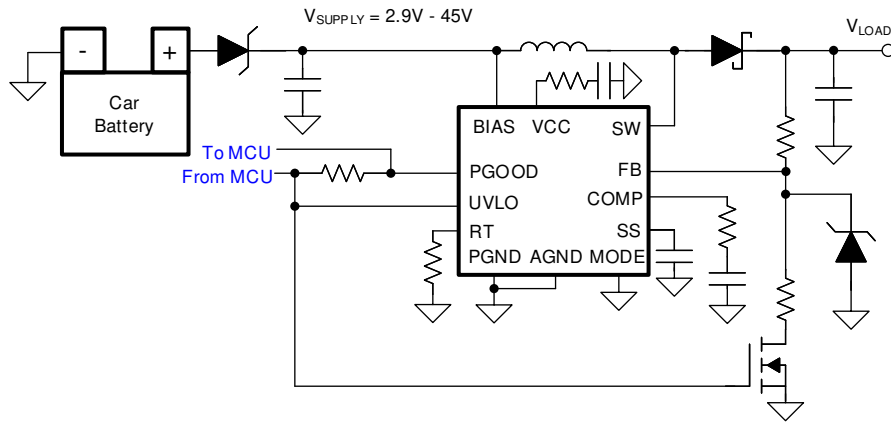 V_SUPPLY = 2.9V - 45V
V_LOAD
- +
Car
Battery
BIAS VCC SW
To MCU
From MCU
PGOOD FB
UVLO COMP
RT SS
PGND AGND MODE